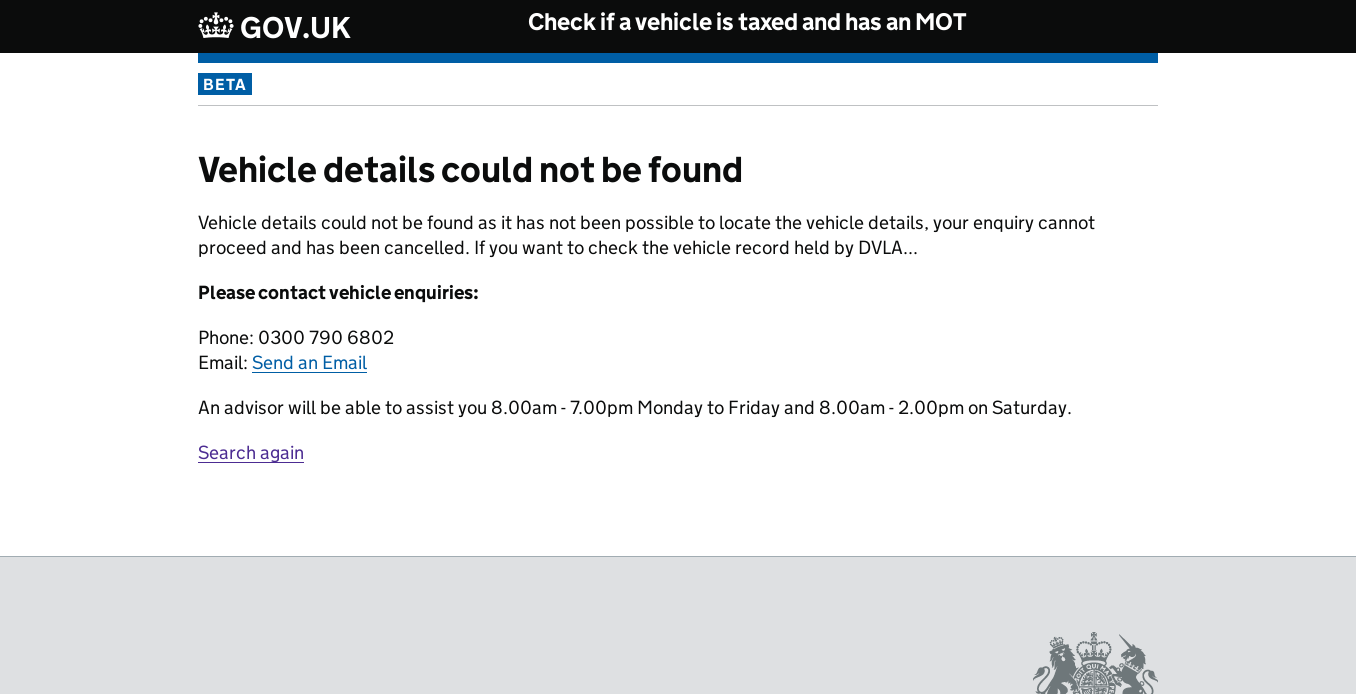 GOV.UK
Check if a vehicle is taxed and has an MOT
BETA
Vehicle details could not be found
Vehicle details could not be found as it has not been possible to locate the vehicle details, your enquiry cannot
proceed and has been cancelled. If you want to check the vehicle record held by DVLA...
Please contact vehicle enquiries:
Phone: 0300 790 6802
Email: Send an Email
An advisor will be able to assist you 8.00am - 7.00pm Monday to Friday and 8.00am - 2.00pm on Saturday.
Search again